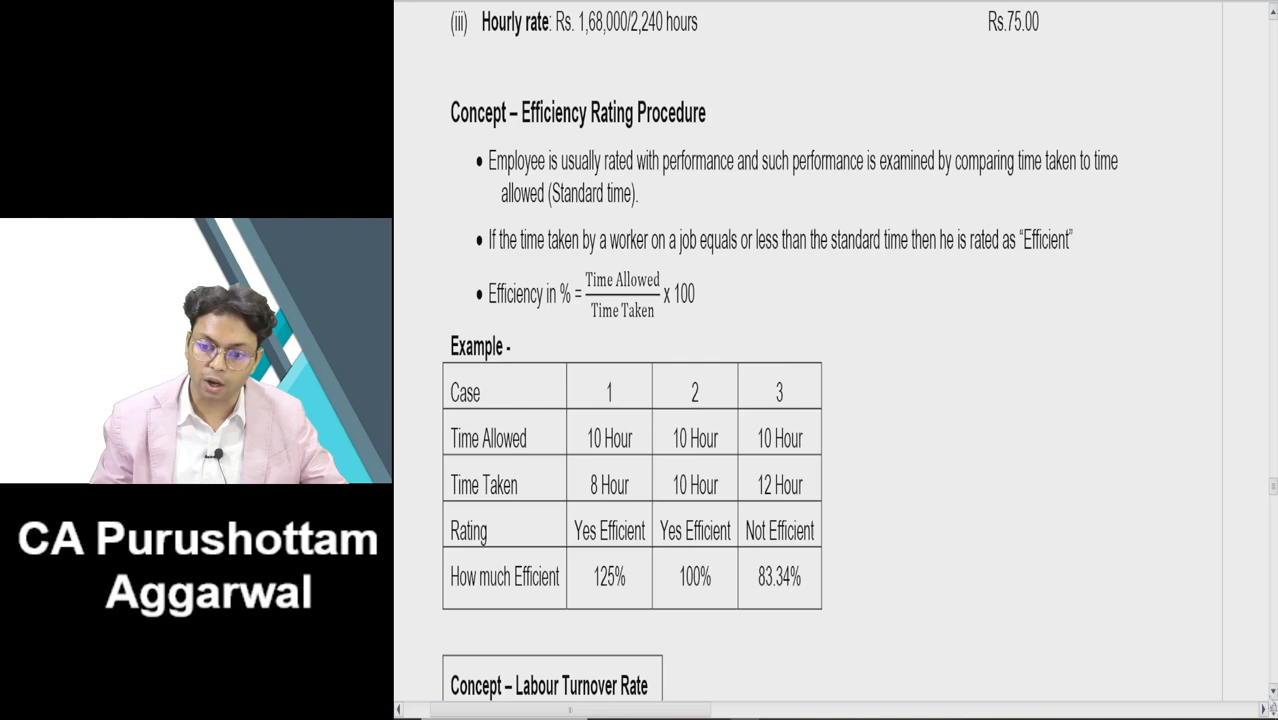 (iii) Hourly rate: Rs. 1,68,000/2,240 hours Rs.75.00
Concept – Efficiency Rating Procedure
• Employee is usually rated with performance and such performance is examined by comparing time taken to time
allowed (Standard time).
• If the time taken by a worker on a job equals or less than the standard time then he is rated as “Efficient”
• Efficiency in % = Time Allowed / Time Taken x 100
Example -
Case 1 2 3
Time Allowed 10 Hour 10 Hour 10 Hour
Time Taken 8 Hour 10 Hour 12 Hour
Rating Yes Efficient Yes Efficient Not Efficient
How much Efficient 125% 100% 83.34%
Concept – Labour Turnover Rate
CA Purushottam
Aggarwal